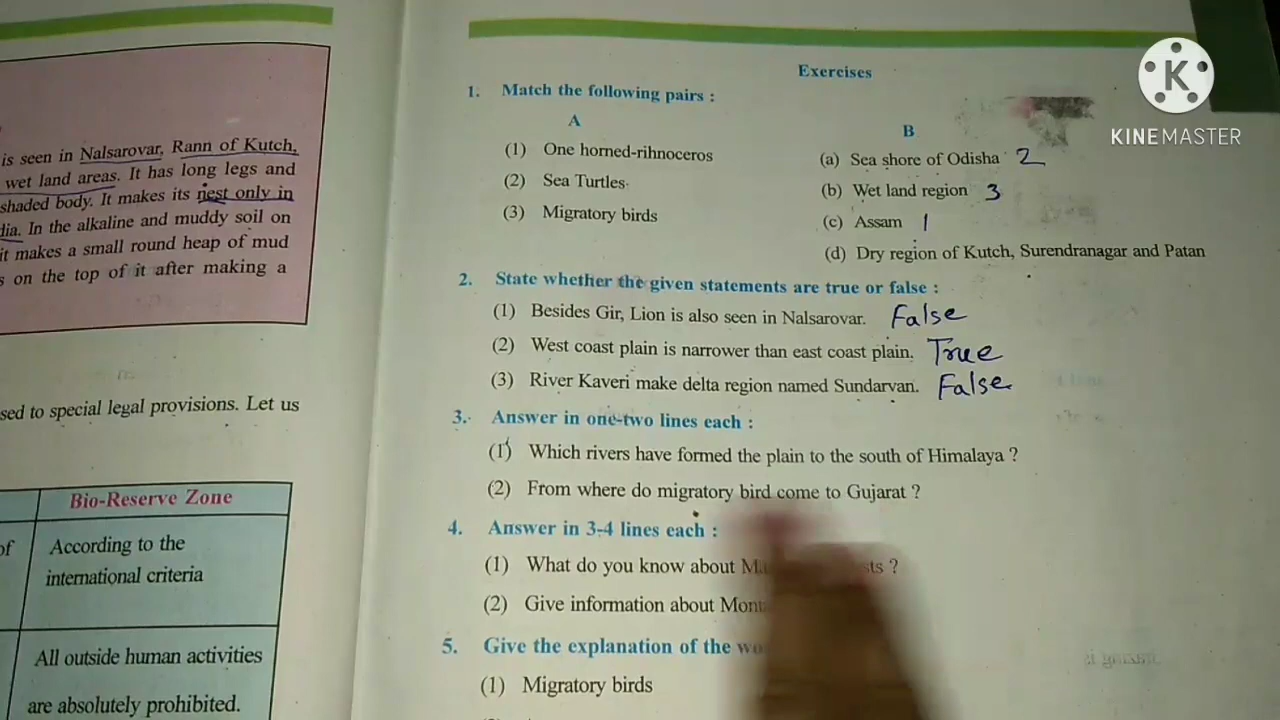 is seen in Nalsarovar, Rann of Kutch,
wet land areas. It has long legs and
shaded body. It makes its nest only in
dia. In the alkaline and muddy soil on
it makes a small round heap of mud
s on the top of it after making a
sed to special legal provisions. Let us
Bio-Reserve Zone
of According to the
international criteria
All outside human activities
are absolutely prohibited.
KINEMASTER
Exercises
1. Match the following pairs :
A B
(1) One horned-rihnoceros (a) Sea shore of Odisha 2
(2) Sea Turtles (b) Wet land region 3
(3) Migratory birds (c) Assam 1
(d) Dry region of Kutch, Surendranagar and Patan
2. State whether the given statements are true or false :
(1) Besides Gir, Lion is also seen in Nalsarovar. False
(2) West coast plain is narrower than east coast plain. True
(3) River Kaveri make delta region named Sundarvan. False
3. Answer in one-two lines each :
(1) Which rivers have formed the plain to the south of Himalaya ?
(2) From where do migratory bird come to Gujarat ?
4. Answer in 3-4 lines each :
(1) What do you know about ?
(2) Give information about
5. Give the explanation of the
(1) Migratory birds